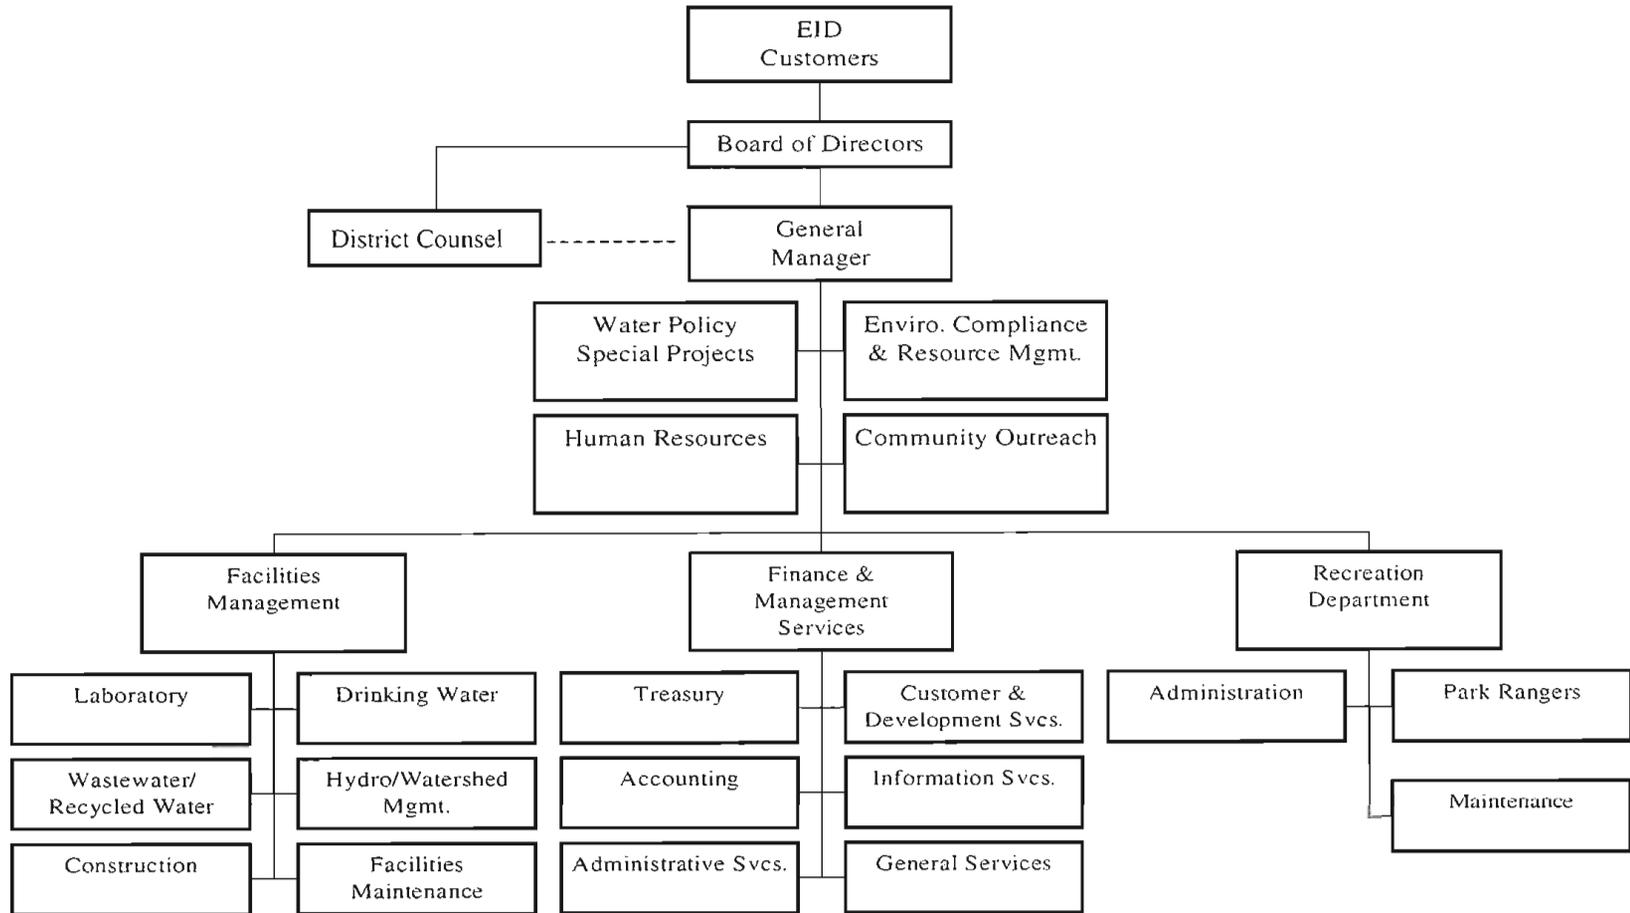 EID
Customers
Board of Directors
District Counsel
General
Manager
Water Policy
Special Projects
Enviro. Compliance
& Resource Mgmt.
Human Resources
Community Outreach
Facilities
Management
Finance &
Management
Services
Recreation
Department
Laboratory
Drinking Water
Treasury
Customer &
Development Svcs.
Administration
Park Rangers
Wastewater/
Recycled Water
Hydro/Watershed
Mgmt.
Accounting
Information Svcs.
Maintenance
Construction
Facilities
Maintenance
Administrative Svcs.
General Services